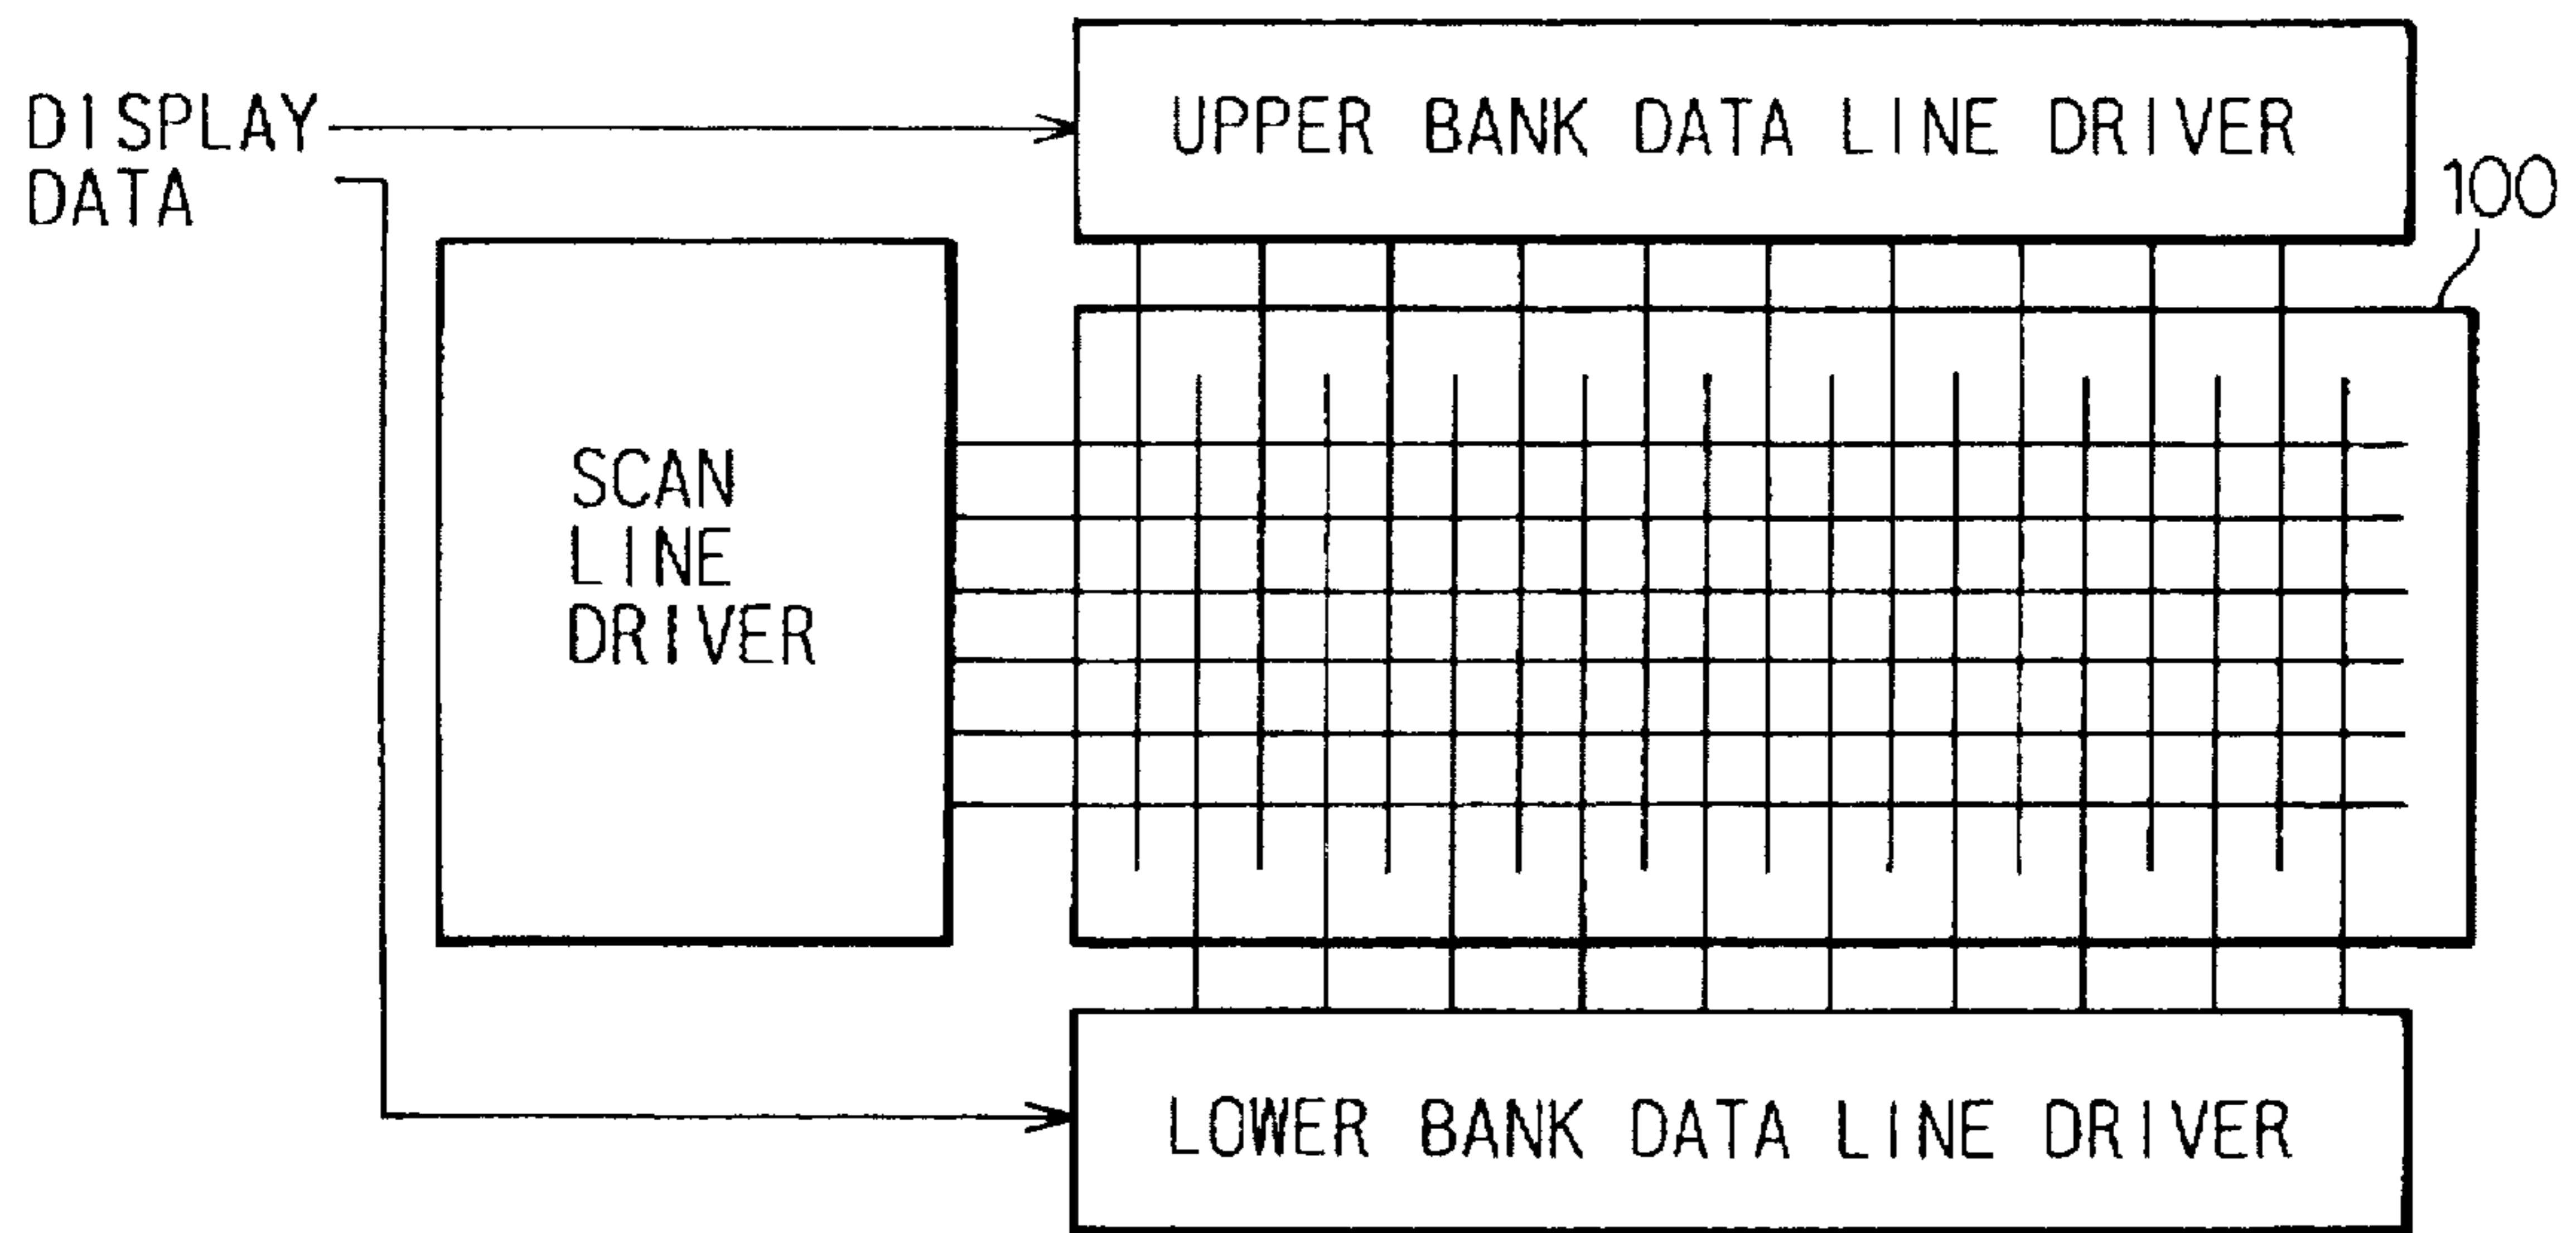 UPPER BANK DATA LINE DRIVER
DISPLAY
DATA
100
SCAN
LINE
DRIVER
LOWER BANK DATA LINE DRIVER